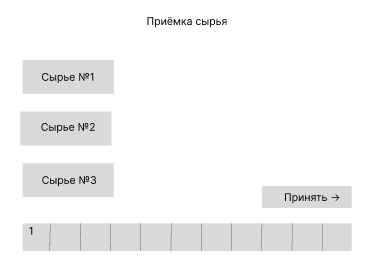 Приёмка сырья
Сырье №1
Сырье №2
Сырье №3
Принять →
1